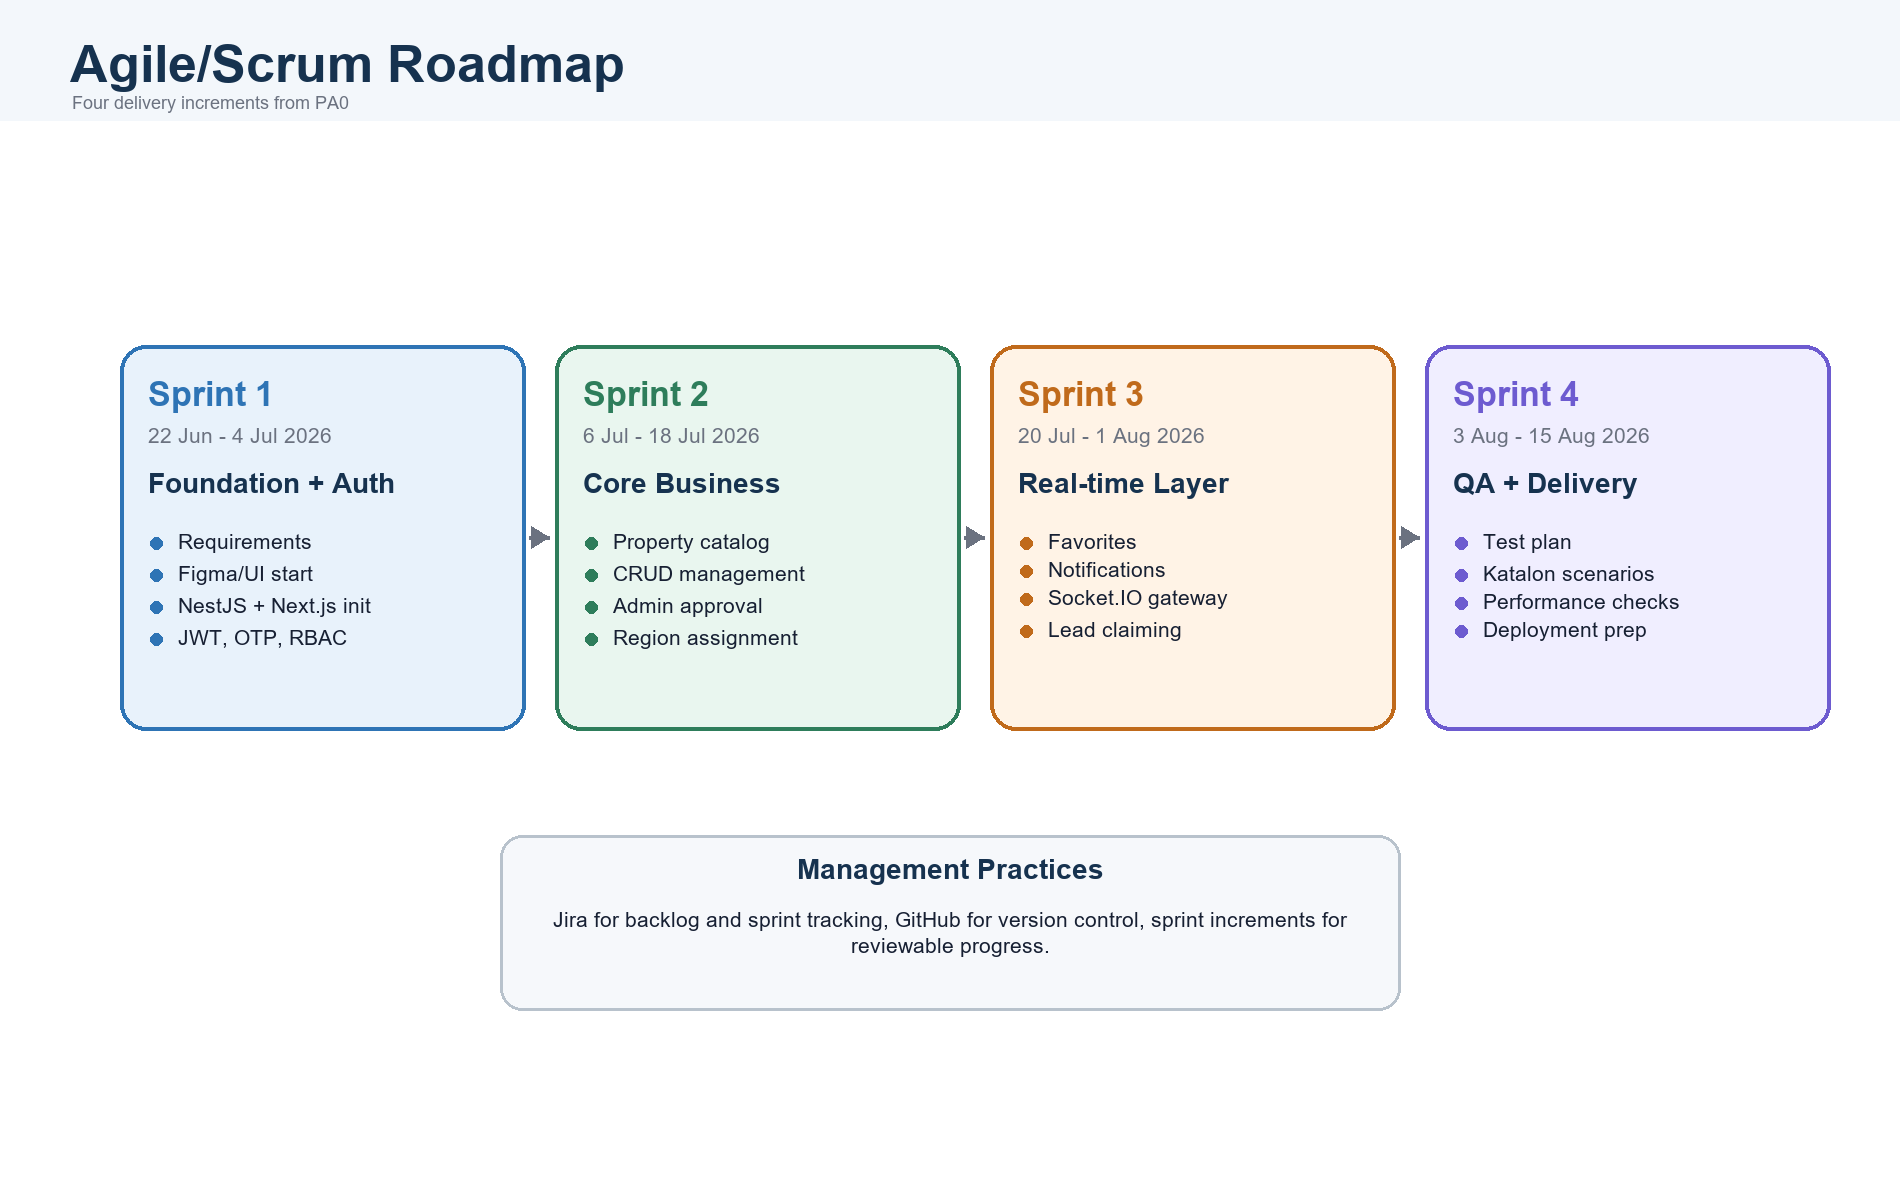 Agile/Scrum Roadmap
Four delivery increments from PA0
Sprint 1
22 Jun - 4 Jul 2026
Foundation + Auth
Requirements
Figma/UI start
NestJS + Next.js init
JWT, OTP, RBAC
Sprint 2
6 Jul - 18 Jul 2026
Core Business
Property catalog
CRUD management
Admin approval
Region assignment
Sprint 3
20 Jul - 1 Aug 2026
Real-time Layer
Favorites
Notifications
Socket.IO gateway
Lead claiming
Sprint 4
3 Aug - 15 Aug 2026
QA + Delivery
Test plan
Katalon scenarios
Performance checks
Deployment prep
Management Practices
Jira for backlog and sprint tracking, GitHub for version control, sprint increments for
reviewable progress.